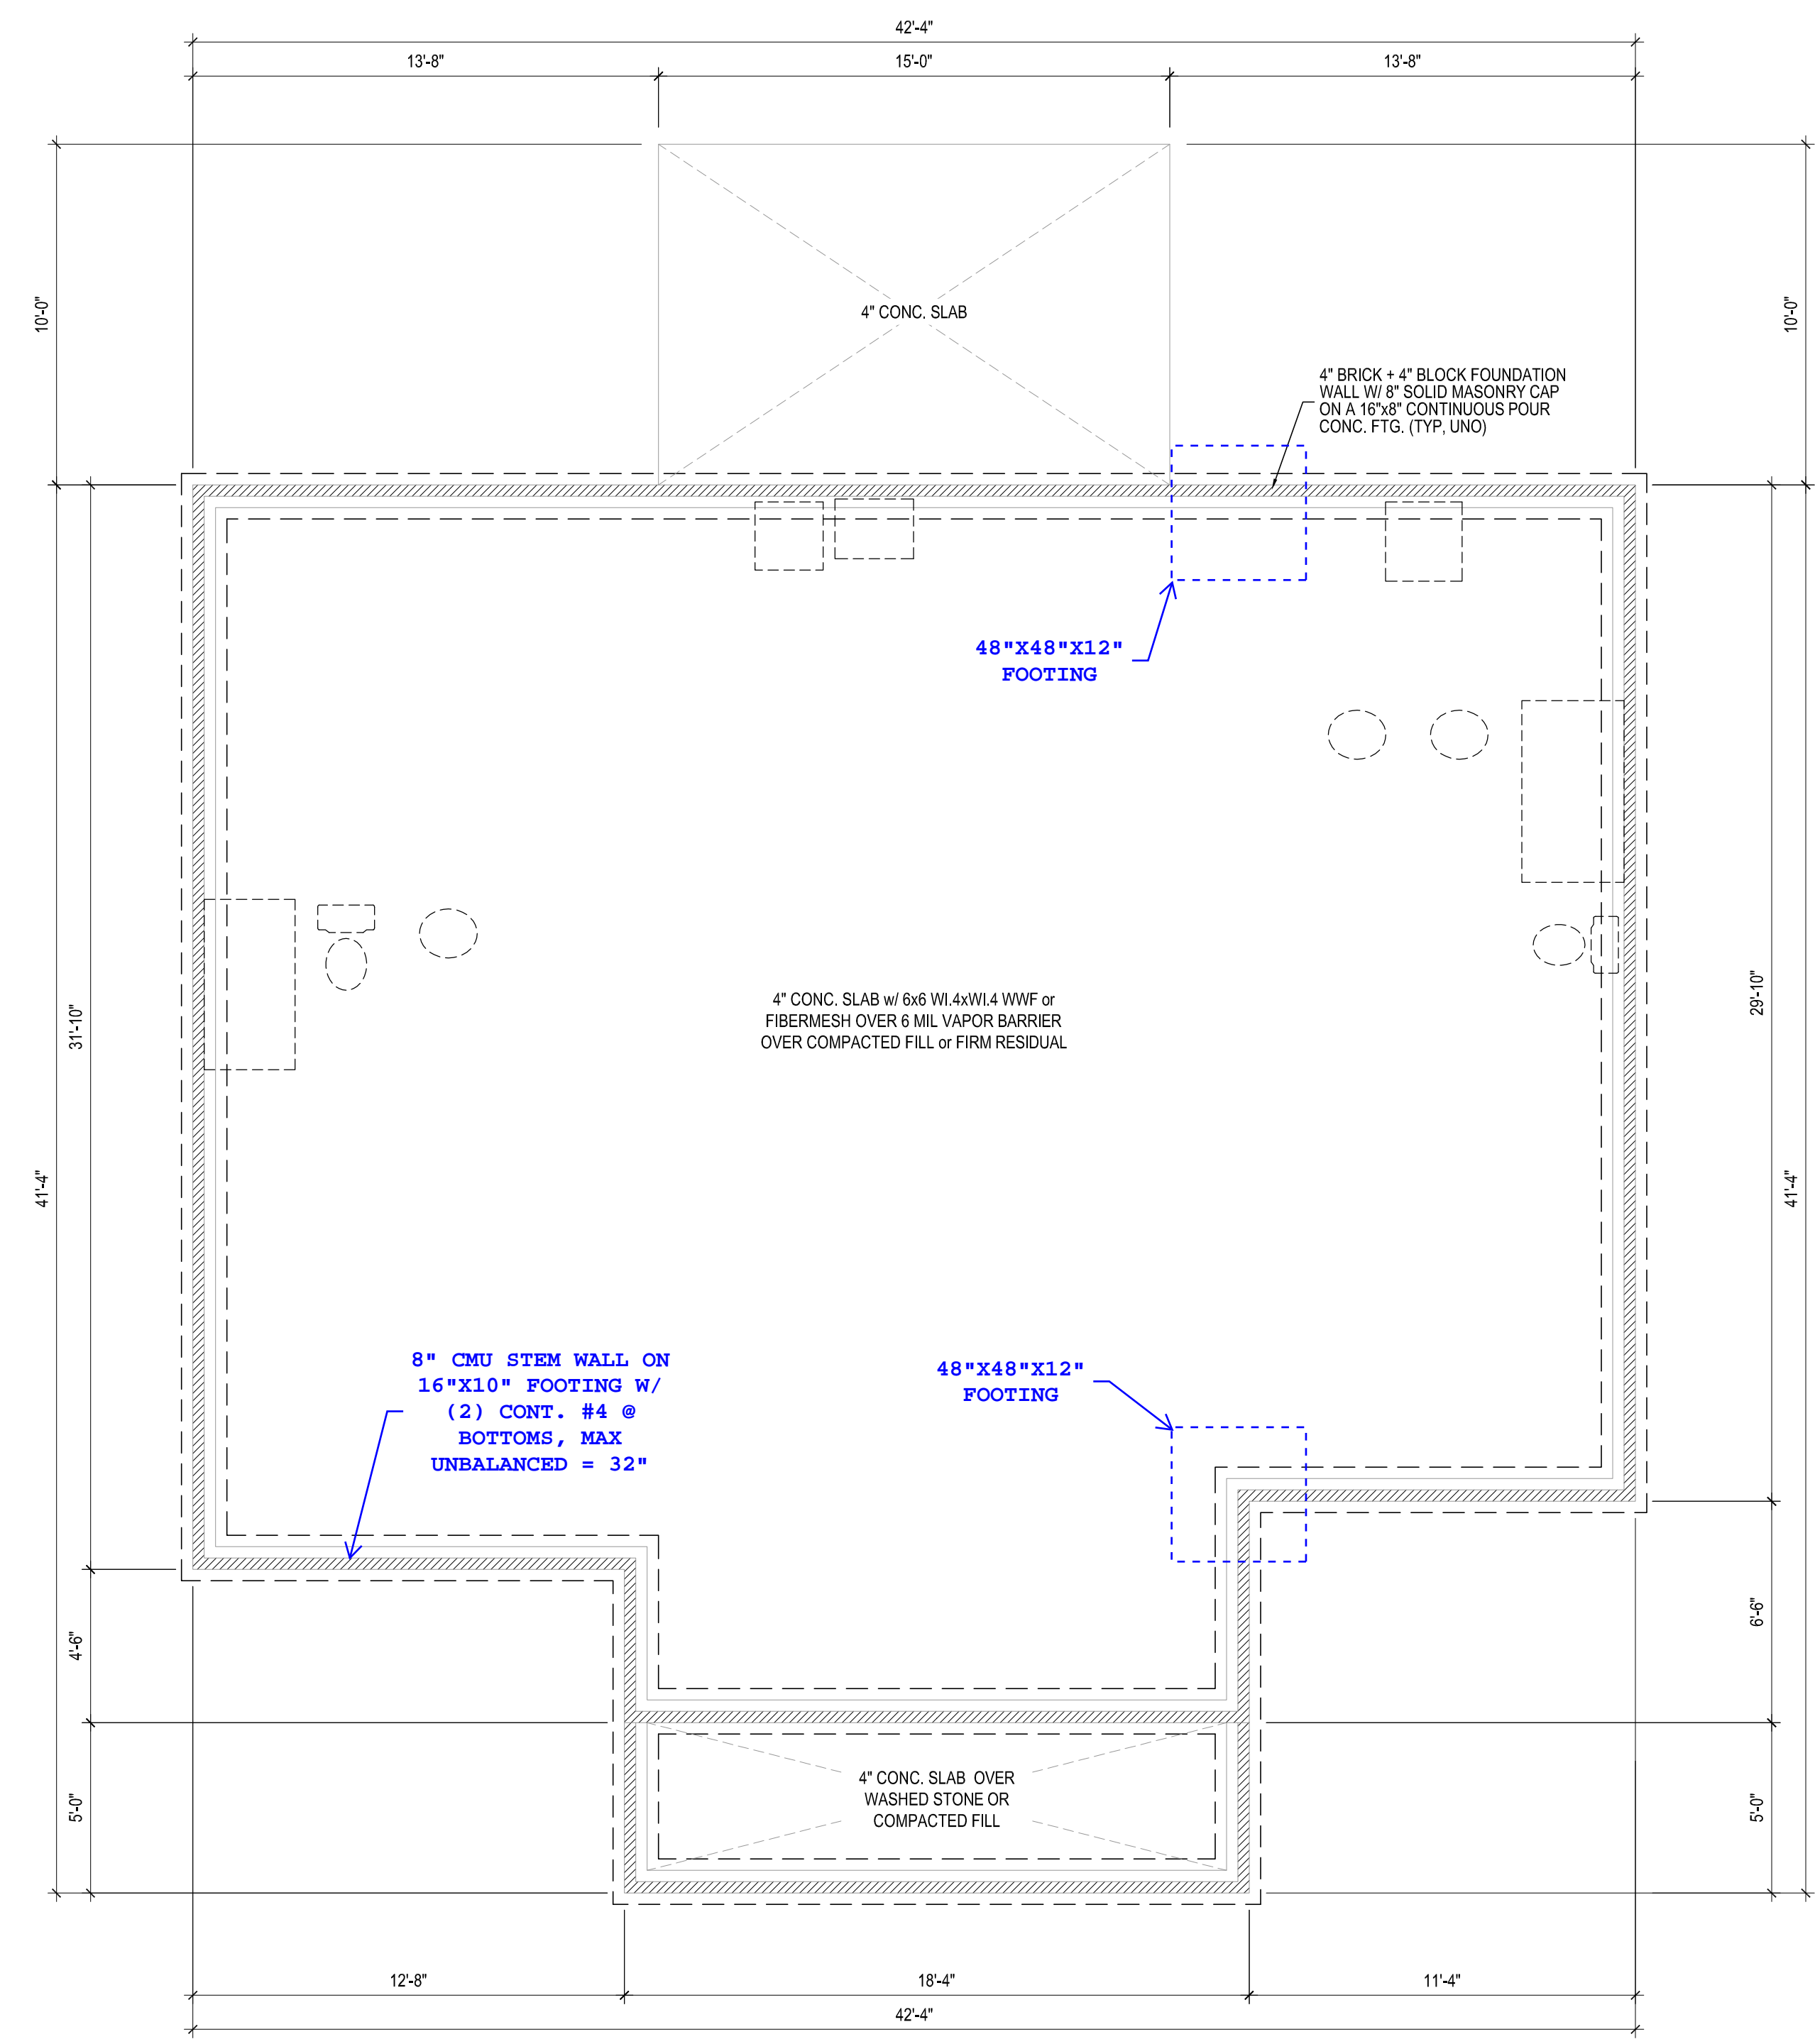 42'-4"
13'-8"
15'-0"
13'-8"
10'-0"
10'-0"
4" CONC. SLAB
4" BRICK + 4" BLOCK FOUNDATION
WALL W/ 8" SOLID MASONRY CAP
ON A 16"x8" CONTINUOUS POUR
CONC. FTG. (TYP, UNO)
48"X48"X12"
FOOTING
4" CONC. SLAB w/ 6x6 WI.4xWI.4 WWF or
FIBERMESH OVER 6 MIL VAPOR BARRIER
OVER COMPACTED FILL or FIRM RESIDUAL
31'-10"
29'-10"
41'-4"
41'-4"
8" CMU STEM WALL ON
16"X10" FOOTING W/
(2) CONT. #4 @
BOTTOMS, MAX
UNBALANCED = 32"
48"X48"X12"
FOOTING
4'-6"
6'-6"
5'-0"
5'-0"
4" CONC. SLAB OVER
WASHED STONE OR
COMPACTED FILL
12'-8"
18'-4"
11'-4"
42'-4"